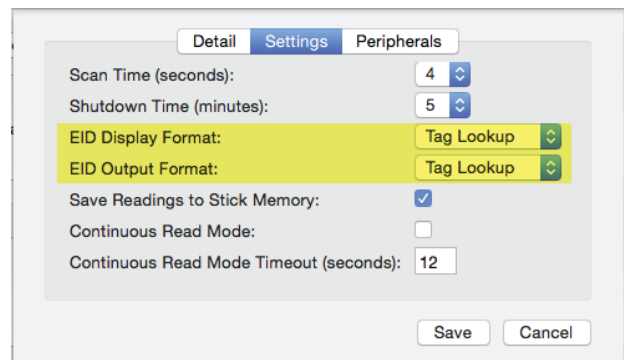 Detail Settings Peripherals
Scan Time (seconds): 4
Shutdown Time (minutes): 5
EID Display Format: Tag Lookup
EID Output Format: Tag Lookup
Save Readings to Stick Memory:
Continuous Read Mode:
Continuous Read Mode Timeout (seconds): 12
Save Cancel